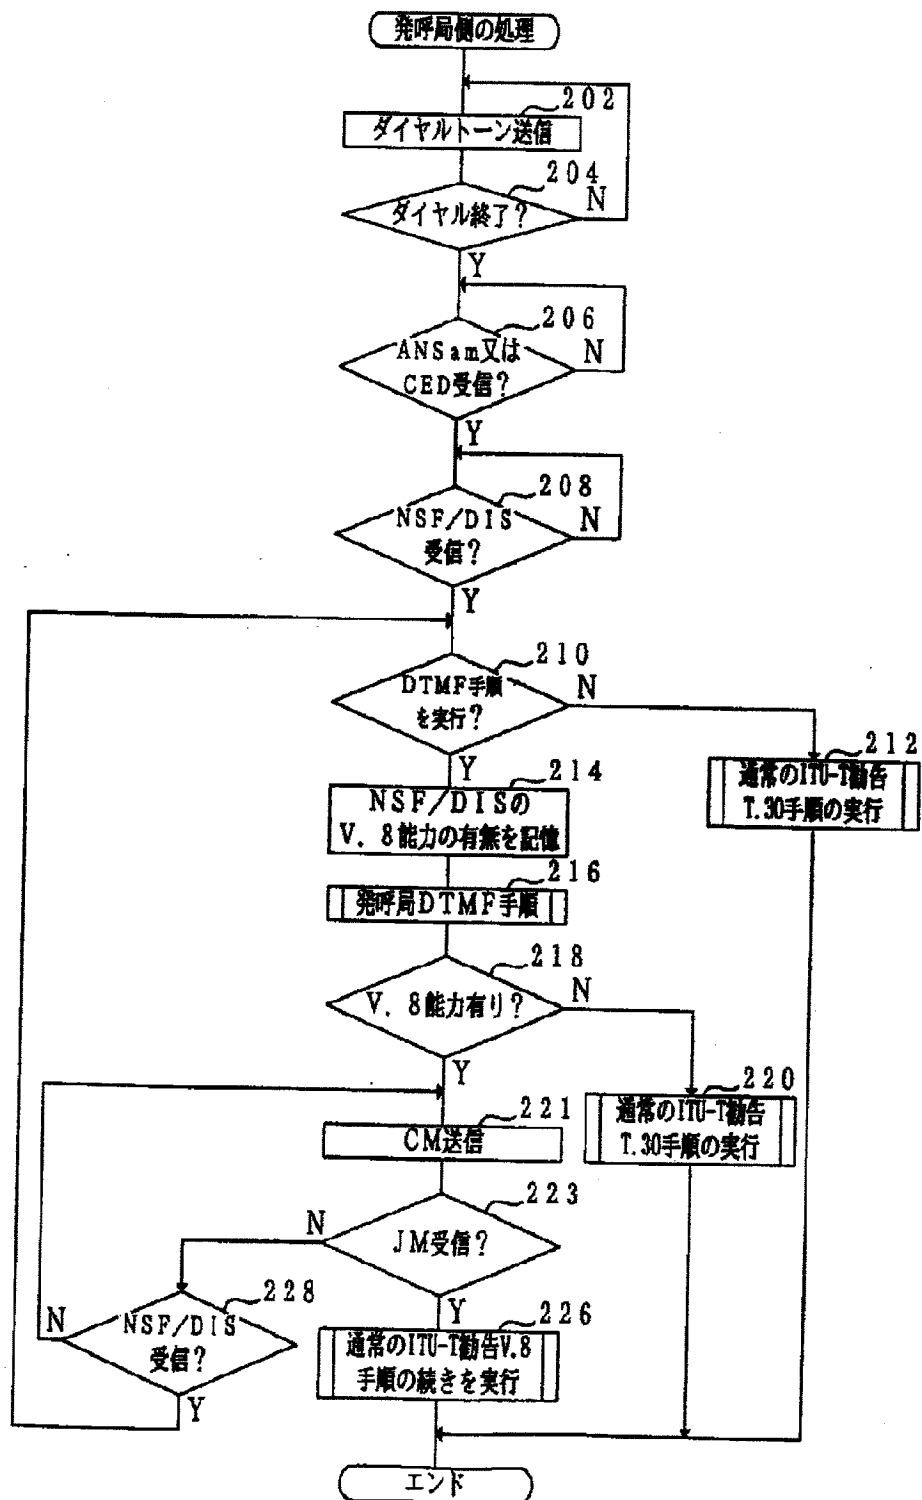 発呼局側の処理
202
ダイヤルトーン送信
204
ダイヤル終了？
N
Y
206
ANSam又は
CED受信？
N
Y
208
NSF/DIS
受信？
N
Y
210
DTMF手順
を実行？
N
Y
212
通常のITU-T勧告
T.30手順の実行
214
NSF/DISの
V．8能力の有無を記憶
216
発呼局DTMF手順
218
V．8能力有り？
N
Y
220
通常のITU-T勧告
T.30手順の実行
221
CM送信
223
JM受信？
N
Y
228
NSF/DIS
受信？
N
Y
226
通常のITU-T勧告V.8
手順の続きを実行
エンド